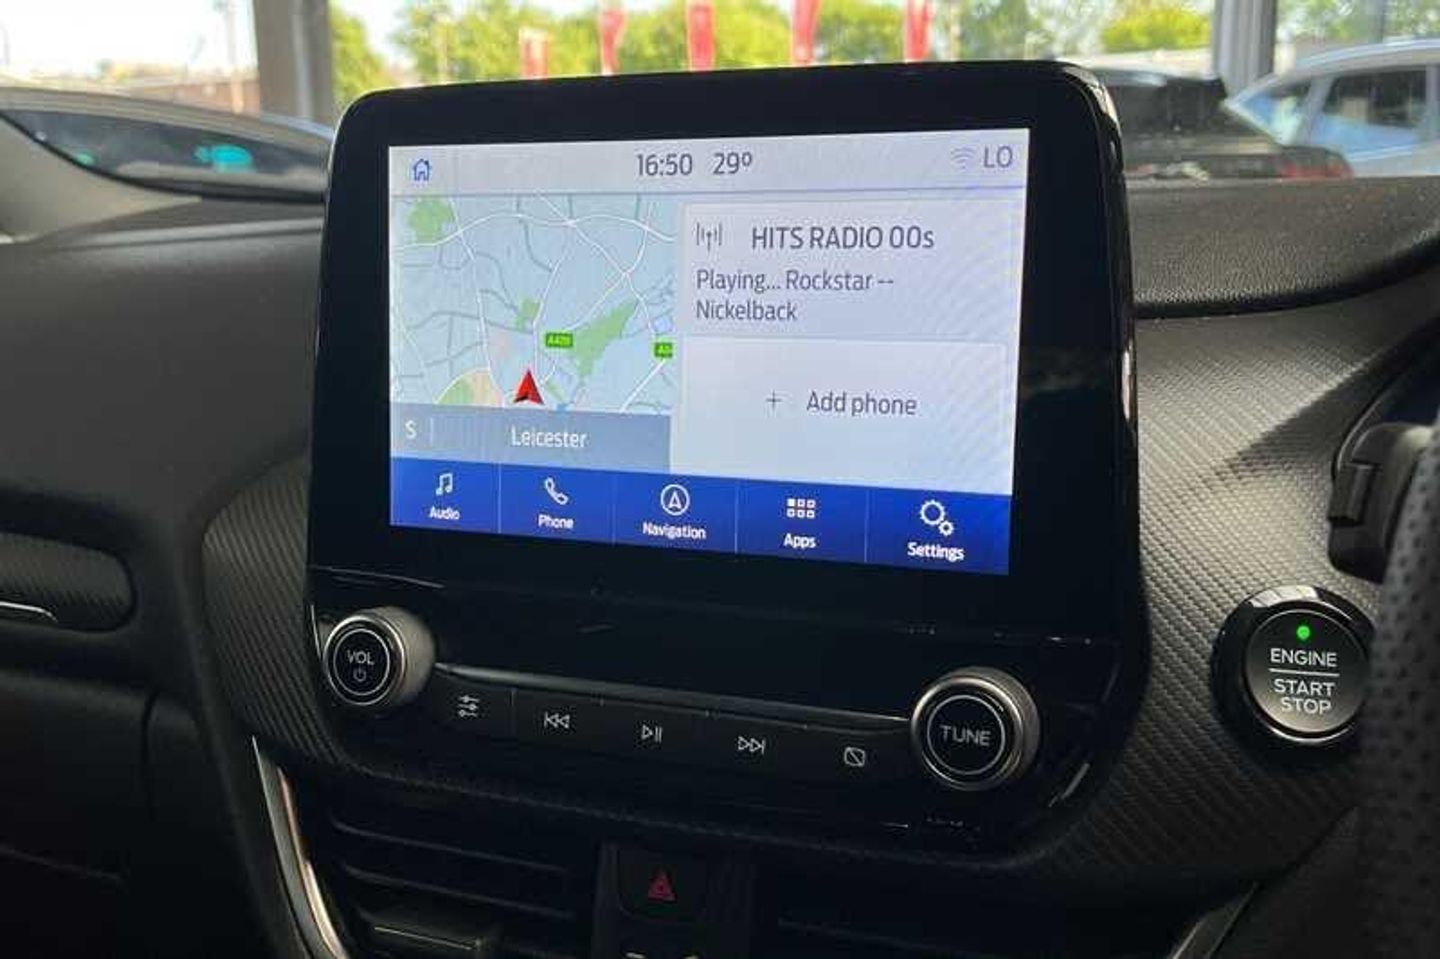 16:50 29º
LO
HITS RADIO 00s
Playing... Rockstar --
Nickelback
+ Add phone
S
Leicester
Audio
Phone
Navigation
Apps
Settings
VOL
TUNE
ENGINE
START
STOP